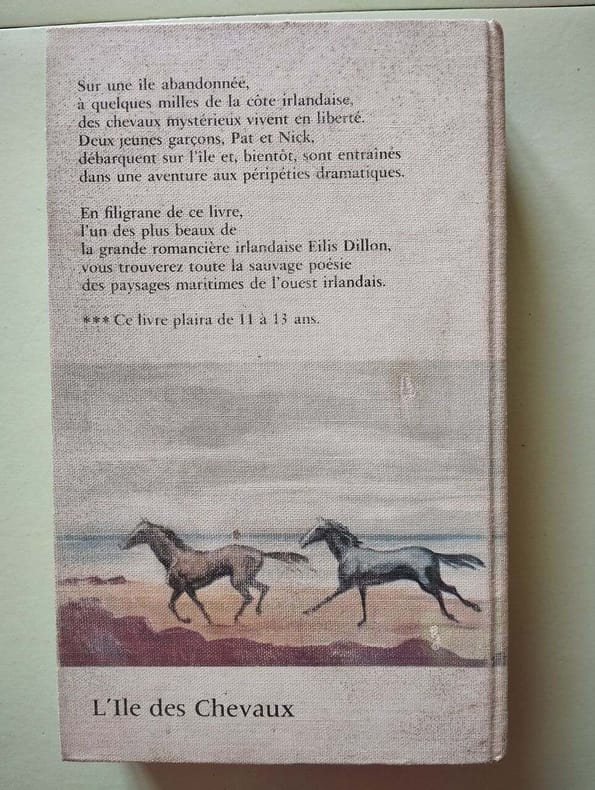 Sur une île abandonnée,
à quelques milles de la côte irlandaise,
des chevaux mystérieux vivent en liberté.
Deux jeunes garçons, Pat et Nick,
débarquent sur l'île et, bientôt, sont entraînés
dans une aventure aux péripéties dramatiques.
En filigrane de ce livre,
l'un des plus beaux de
la grande romancière irlandaise Eilis Dillon,
vous trouverez toute la sauvage poésie
des paysages maritimes de l'ouest irlandais.
*** Ce livre plaira de 11 à 13 ans.
L'Ile des Chevaux